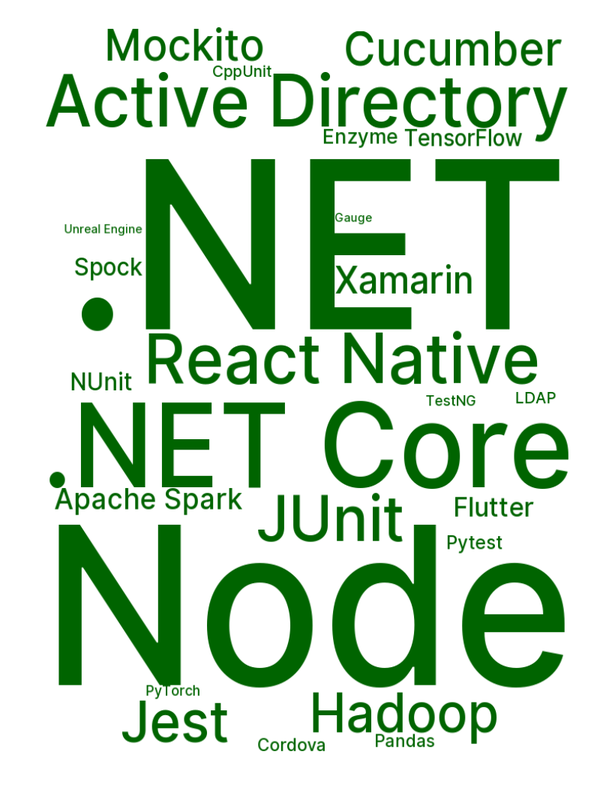 Mockito
Cucumber
CppUnit
Active Directory
Enzyme
TensorFlow
.NET
Gauge
Unreal Engine
Spock
Xamarin
React Native
NUnit
LDAP
TestNG
.NET Core
Apache Spark
JUnit
Flutter
Pytest
Node
PyTorch
Jest
Hadoop
Cordova
Pandas